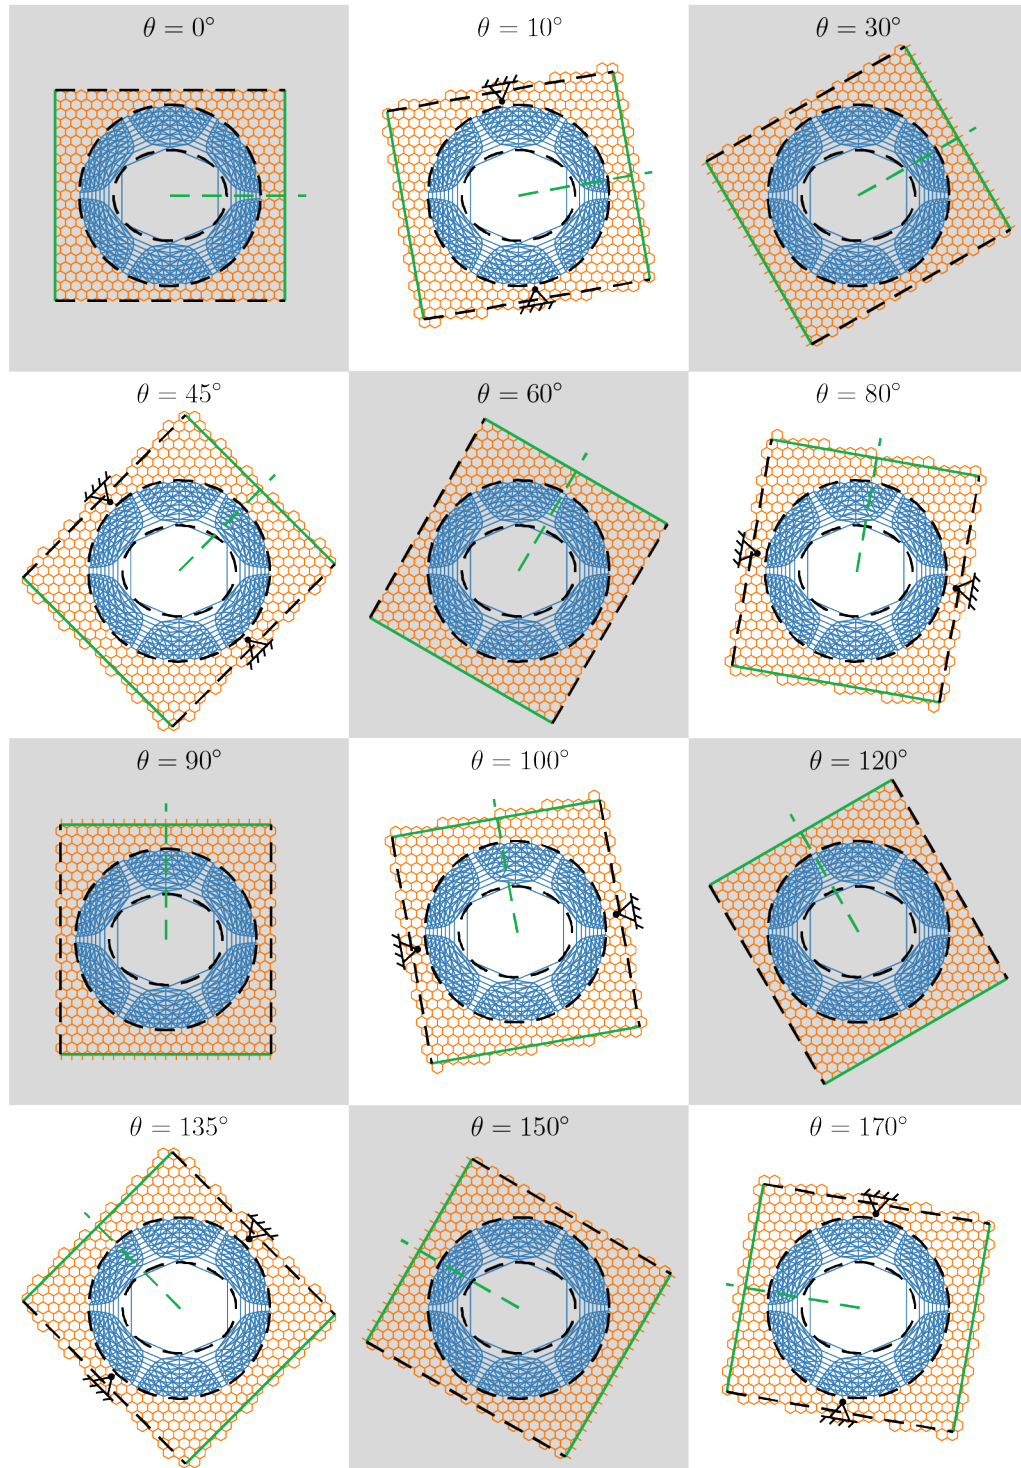 θ = 0°
θ = 10°
θ = 30°
θ = 45°
θ = 60°
θ = 80°
θ = 90°
θ = 100°
θ = 120°
θ = 135°
θ = 150°
θ = 170°